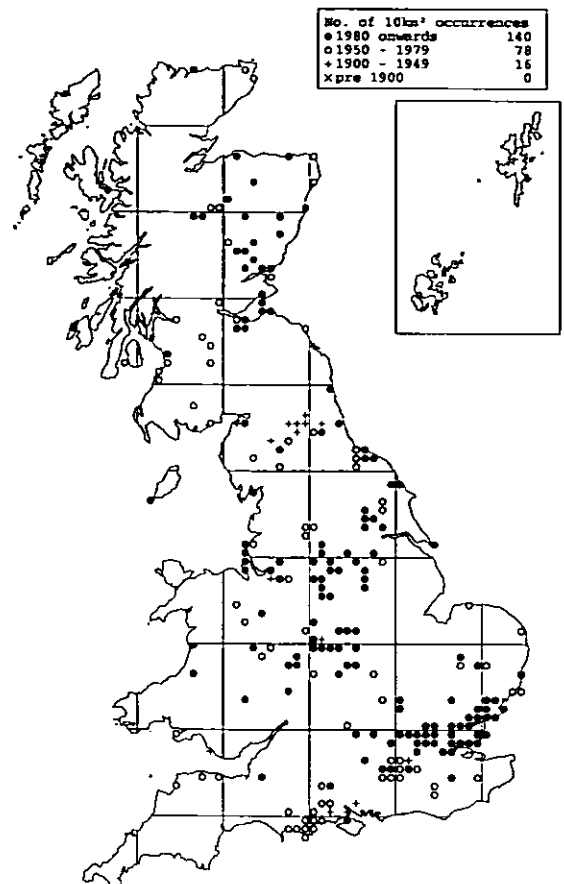 No. of 10km² occurrences
● 1980 onwards 140
○ 1950 - 1979 78
+ 1900 - 1949 16
× pre 1900 0